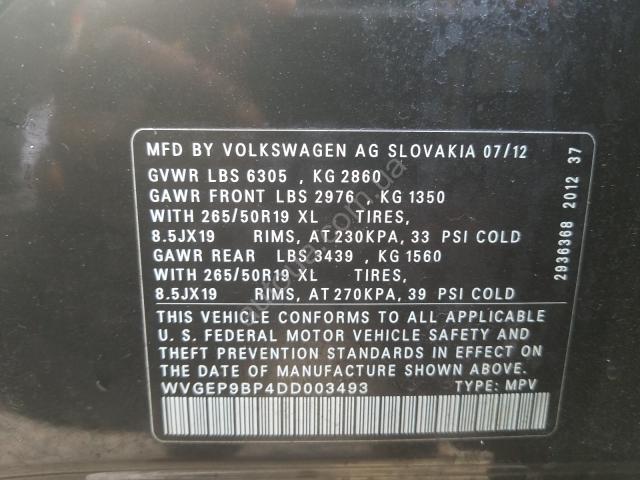 MFD BY VOLKSWAGEN AG SLOVAKIA 07/12
GVWR LBS 6305 , KG 2860
GAWR FRONT LBS 2976 , KG 1350
WITH 265/50R19 XL TIRES,
8.5JX19 RIMS, AT 230KPA, 33 PSI COLD
GAWR REAR LBS 3439 , KG 1560
WITH 265/50R19 XL TIRES,
8.5JX19 RIMS, AT 270KPA, 39 PSI COLD
THIS VEHICLE CONFORMS TO ALL APPLICABLE
U. S. FEDERAL MOTOR VEHICLE SAFETY AND
THEFT PREVENTION STANDARDS IN EFFECT ON
THE DATE OF MANUFACTURE SHOWN ABOVE.
WVGEP9BP4DD003493 TYPE: MPV
2936368 2012 37